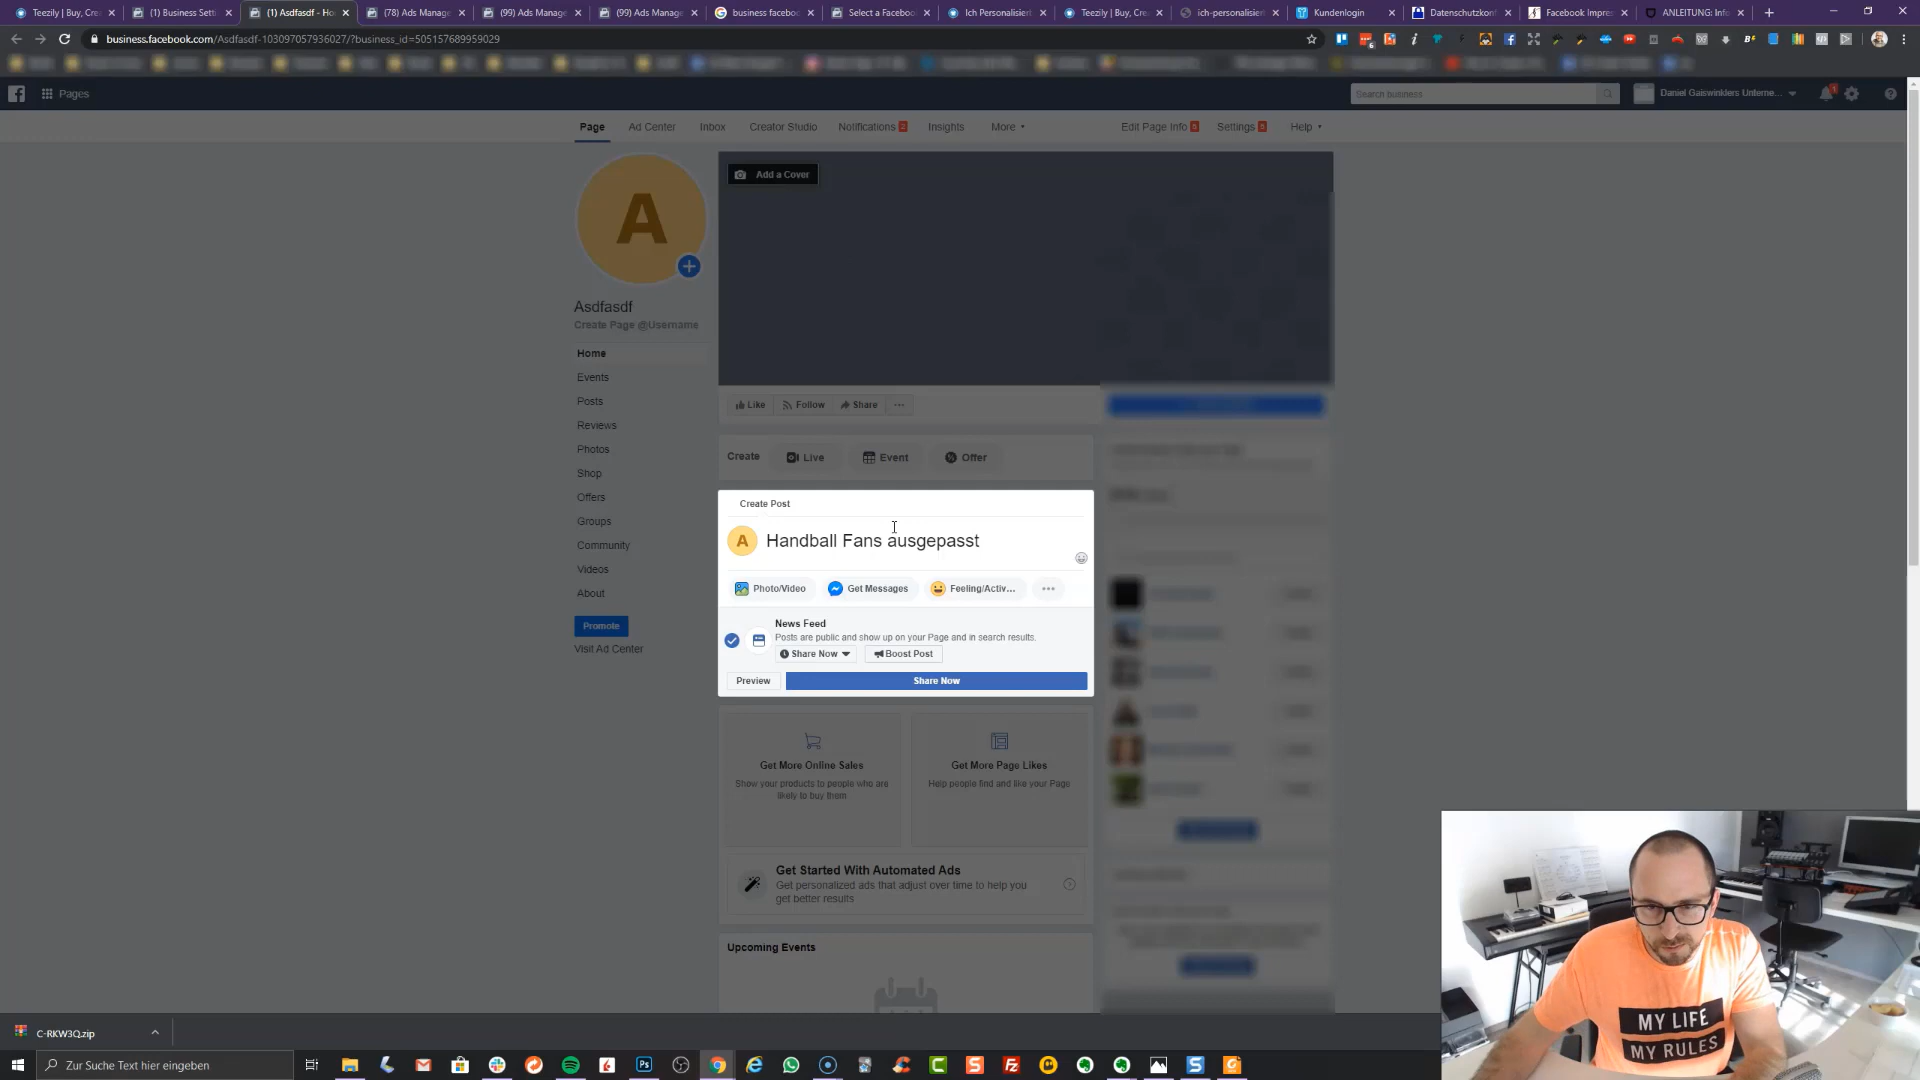 Teezily | Buy, Cre
(1) Business Setti
(1) Asdfasdf - Ho
(78) Ads Manage
(99) Ads Manage
(99) Ads Manage
business facebo
Select a Faceboo
Ich Personalisier
Teezily | Buy, Cre
ich-personalisier
Kundenlogin
Datenschutzkonf
Facebook Impre
ANLEITUNG: Info
business.facebook.com/Asdfasdf-103097057936027/?business_id=505157689959029
Pages
Search business
Daniel Gaiswinklers Unterne...
1
Page
Ad Center
Inbox
Creator Studio
Notifications 2
Insights
More
Edit Page Info 5
Settings 5
Help
A
Add a Cover
Asdfasdf
Create Page @Username
Home
Events
Posts
Reviews
Photos
Shop
Offers
Groups
Community
Videos
About
Promote
Visit Ad Center
Like
Follow
Share
Create
Live
Event
Offer
Create Post
A
Handball Fans ausgepasst
Photo/Video
Get Messages
Feeling/Activ...
News Feed
Posts are public and show up on your Page and in search results.
Share Now
Boost Post
Preview
Share Now
Get More Online Sales
Show your products to people who are
likely to buy them
Get More Page Likes
Help people find and like your Page
Get Started With Automated Ads
Get personalized ads that adjust over time to help you
get better results
Upcoming Events
MY LIFE
MY RULES
C-RKW3Q.zip
Zur Suche Text hier eingeben